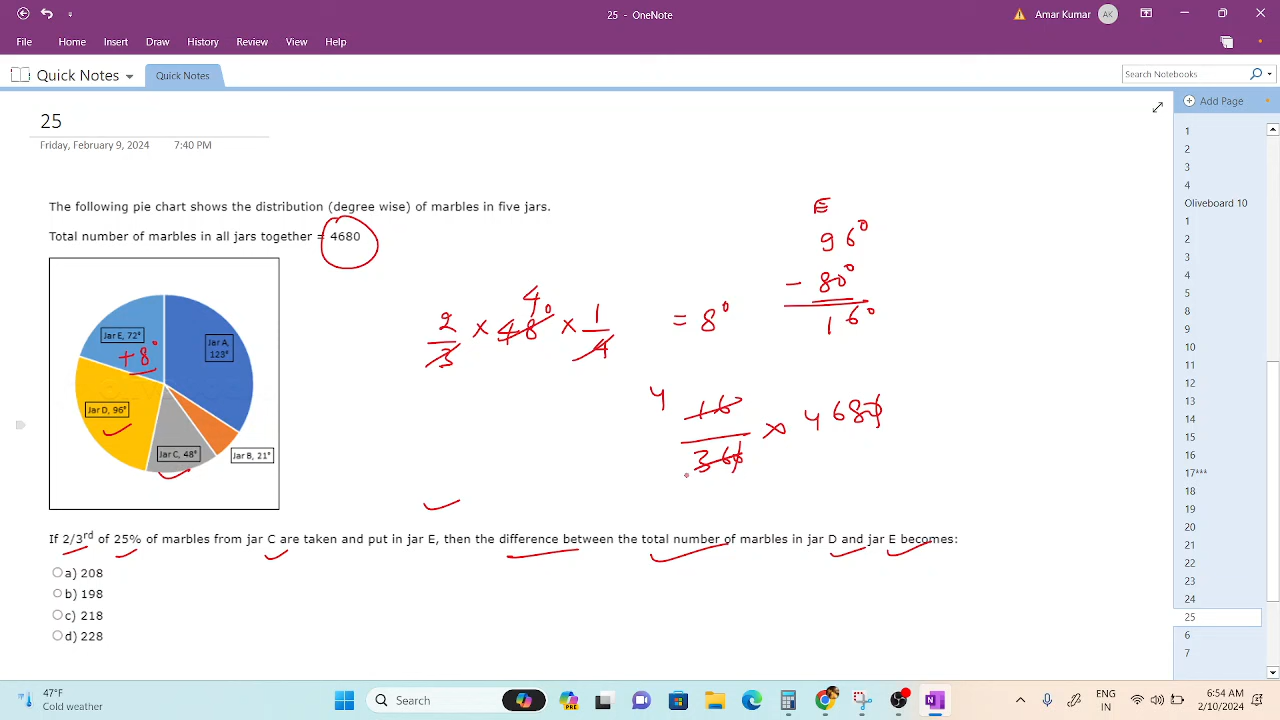 25 - OneNote
Amar Kumar AK
File Home Insert Draw History Review View Help
Quick Notes Quick Notes
Search Notebooks
25
Friday, February 9, 2024 7:40 PM
The following pie chart shows the distribution (degree wise) of marbles in five jars.
Total number of marbles in all jars together = 4680
Jar E, 72°
+8°
Jar A,
123°
Jar D, 96°
Jar C, 48°
Jar B, 21°
2/3 × 48° × 1/4 = 8°
4
E
96°
- 80°
16°
4
16/360 × 4680
If 2/3rd of 25% of marbles from jar C are taken and put in jar E, then the difference between the total number of marbles in jar D and jar E becomes:
a) 208
b) 198
c) 218
d) 228
Add Page
1
2
3
4
Oliveboard 10
1
2
3
4
5
8
9
10
11
12
13
14
15
16
17***
18
19
20
21
22
23
24
25
6
7
47°F
Cloudy
Search
PRE
ENG
IN
6:34 AM
2/10/2024